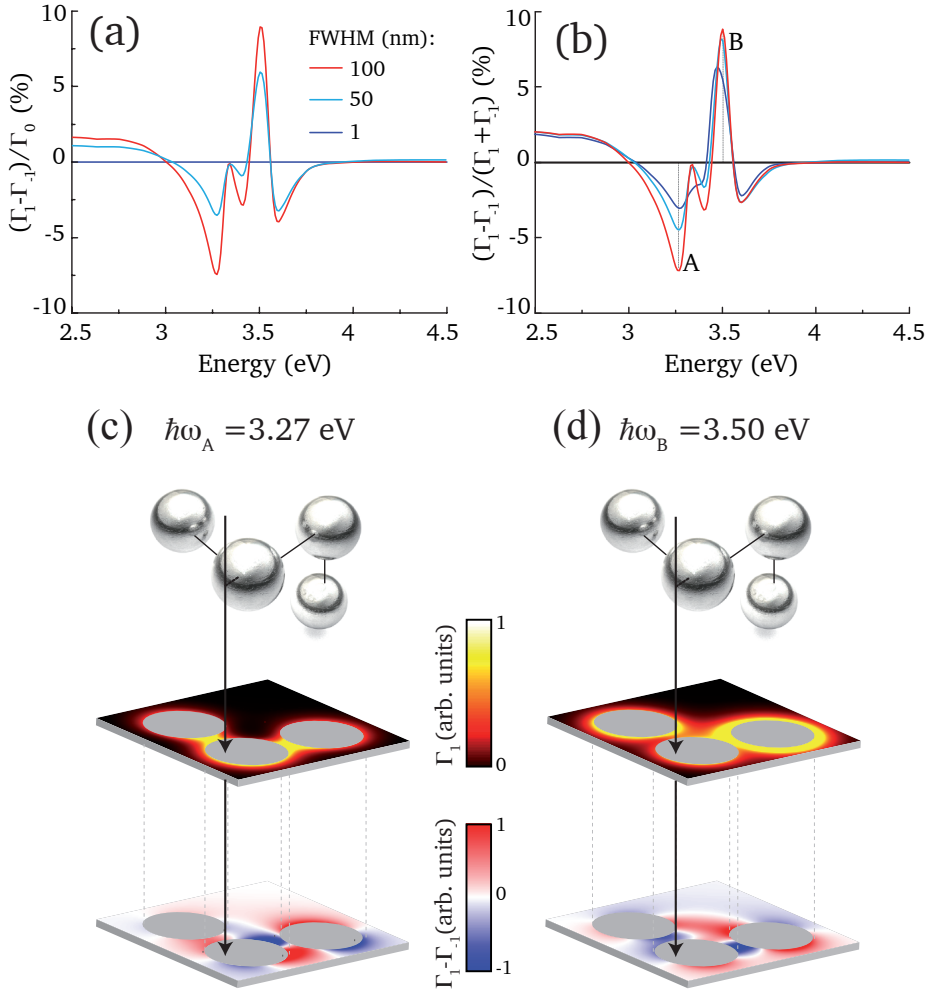 (a)
FWHM (nm):
100
50
1
10
5
0
-5
-10
(Γ₁-Γ₋₁)/Γ₀ (%)
2.5 3 3.5 4 4.5
Energy (eV)
(b)
B
A
10
5
0
-5
-10
(Γ₁-Γ₋₁)/(Γ₁+Γ₋₁) (%)
2.5 3 3.5 4 4.5
Energy (eV)
(c) ℏω_A =3.27 eV
(d) ℏω_B =3.50 eV
Γ₁(arb. units)
1
0
Γ₁-Γ₋₁(arb. units)
1
0
-1